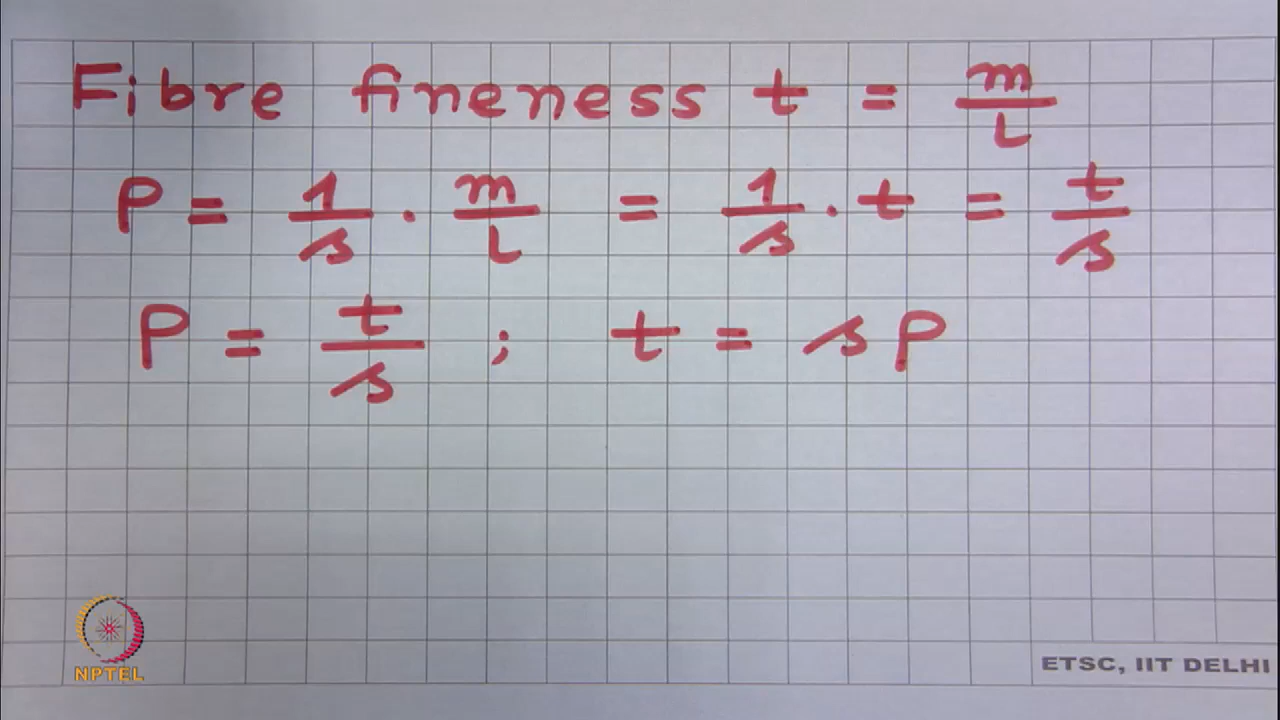 Fibre fineness t = m/L
P = 1/s . m/L = 1/s . t = t/s
P = t/s ; t = sP
NPTEL
ETSC, IIT DELHI